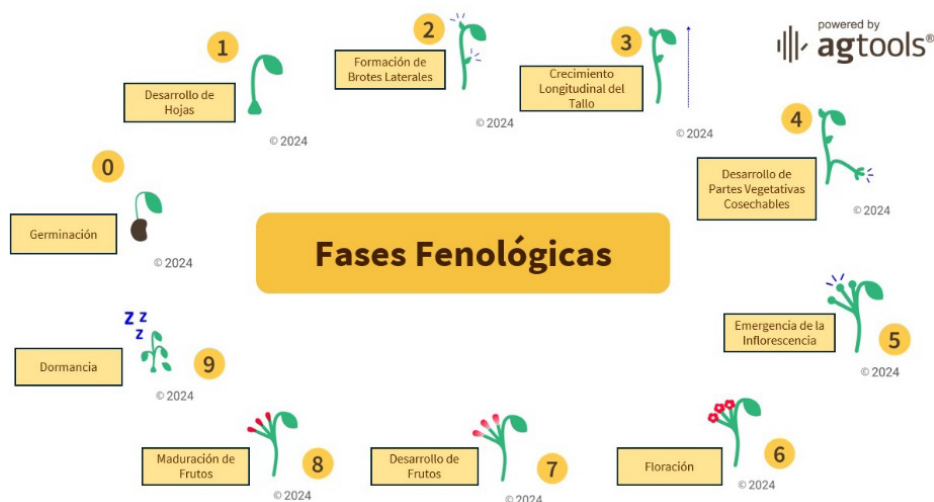 powered by
agtools®
1
Desarrollo de
Hojas
© 2024
2
Formación de
Brotes Laterales
3
Crecimiento
Longitudinal del
Tallo
© 2024
4
Desarrollo de
Partes Vegetativas
Cosechables
© 2024
0
Germinación
© 2024
Fases Fenológicas
Emergencia de la
Inflorescencia
5
© 2024
z z
z
Dormancia
9
© 2024
Maduración de
Frutos
8
© 2024
Desarrollo de
Frutos
7
© 2024
Floración
6
© 2024